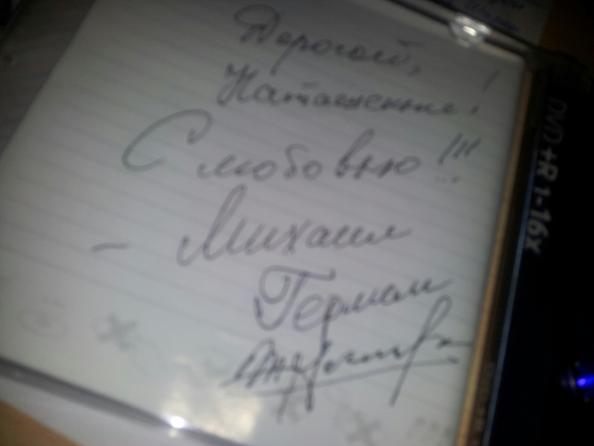 Дорогой,
Наташеньке!
С любовью!!!
— Михаил
Герман
DVD+R 1-16x